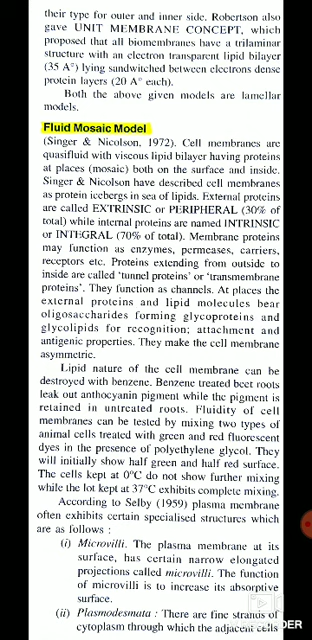 their type for outer and inner side. Robertson also
gave UNIT MEMBRANE CONCEPT, which
proposed that all biomembranes have a trilaminar
structure with an electron transparent lipid bilayer
(35 A°) lying sandwitched between electrons dense
protein layers (20 A° each).
Both the above given models are lamellar
models.
Fluid Mosaic Model
(Singer & Nicolson, 1972). Cell membranes are
quasifluid with viscous lipid bilayer having proteins
at places (mosaic) both on the surface and inside.
Singer & Nicolson have described cell membranes
as protein icebergs in sea of lipids. External proteins
are called EXTRINSIC or PERIPHERAL (30% of
total) while internal proteins are named INTRINSIC
or INTEGRAL (70% of total). Membrane proteins
may function as enzymes, permeases, carriers,
receptors etc. Proteins extending from outside to
inside are called 'tunnel proteins' or 'transmembrane
proteins'. They function as channels. At places the
external proteins and lipid molecules bear
oligosaccharides forming glycoproteins and
glycolipids for recognition; attachment and
antigenic properties. They make the cell membrane
asymmetric.
Lipid nature of the cell membrane can be
destroyed with benzene. Benzene treated beet roots
leak out anthocyanin pigment while the pigment is
retained in untreated roots. Fluidity of cell
membranes can be tested by mixing two types of
animal cells treated with green and red fluorescent
dyes in the presence of polyethylene glycol. They
will initially show half green and half red surface.
The cells kept at 0°C do not show further mixing
while the lot kept at 37°C exhibits complete mixing.
According to Selby (1959) plasma membrane
often exhibits certain specialised structures which
are as follows :
(i) Microvilli. The plasma membrane at its
surface, has certain narrow elongated
projections called microvilli. The function
of microvilli is to increase its absorptive
surface.
(ii) Plasmodesmata : There are fine strands of
cytoplasm through which the adjacent cells